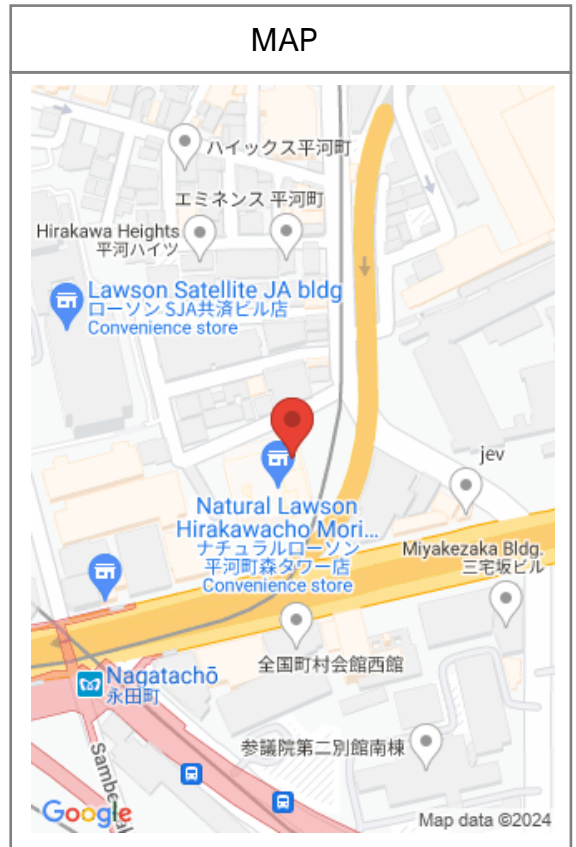 MAP
ハイックス平河町
エミネンス 平河町
Hirakawa Heights
平河ハイツ
Lawson Satellite JA bldg
ローソン SJA共済ビル店
Convenience store
jev
Natural Lawson
Hirakawacho Mori...
ナチュラルローソン
平河町森タワー店
Convenience store
Miyakezaka Bldg.
三宅坂ビル
全国町村会館西館
Nagatachō
永田町
参議院第二別館南棟
Google
Map data ©2024